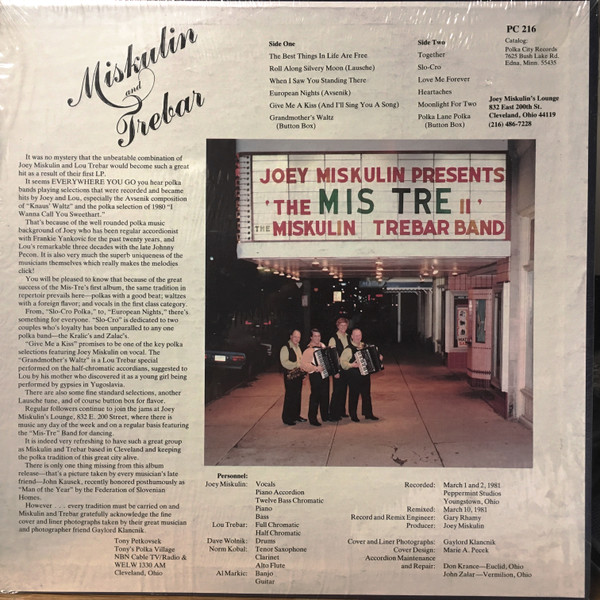 Miskulin
and
Trebar
Side One
The Best Things In Life Are Free
Roll Along Silvery Moon (Lausche)
When I Saw You Standing There
European Nights (Avsenik)
Give Me A Kiss (And I'll Sing You A Song)
Grandmother's Waltz
(Button Box)
Side Two
Together
Slo-Cro
Love Me Forever
Heartaches
Moonlight For Two
Polka Lane Polka
(Button Box)
PC 216
Catalog:
Polka City Records
7625 Bush Lake Rd.
Edna, Minn. 55435
Joey Miskulin's Lounge
832 East 200th St.
Cleveland, Ohio 44119
(216) 486-7228
It was no mystery that the unbeatable combination of
Joey Miskulin and Lou Trebar would become such a great
hit as a result of their first LP.
It seems EVERYWHERE YOU GO you hear polka
bands playing selections that were recorded and became
hits by Joey and Lou, especially the Avsenik composition
of "Knaus' Waltz" and the polka selection of 1980 "I
Wanna Call You Sweethart."
That's because of the well rounded polka music
background of Joey who has been regular accordionist
with Frankie Yankovic for the past twenty years, and
Lou's remarkable three decades with the late Johnny
Pecon. It is also very much the superb uniqueness of the
musicians themselves which really makes the melodies
click!
You will be pleased to know that because of the great
success of the Mis-Tre's first album, the same tradition in
repertoir prevails here—polkas with a good beat; waltzes
with a foreign flavor; and vocals in the first class category.
From, "Slo-Cro Polka," to, "European Nights," there's
something for everyone. "Slo-Cro" is dedicated to two
couples who's loyalty has been unparalled to any one
polka band—the Kralic's and Zalac's.
"Give Me a Kiss" promises to be one of the key polka
selections featuring Joey Miskulin on vocal. The
"Grandmother's Waltz" is a Lou Trebar special
performed on the half-chromatic accordians, suggested to
Lou by his mother who discovered it as a young girl being
performed by gypsies in Yugoslavia.
There are also some fine standard selections, another
Lausche tune, and of course button box for flavor.
Regular followers continue to join the jams at Joey
Miskulin's Lounge, 832 E. 200 Street, where there is
music any day of the week and on a regular basis featuring
the "Mis-Tre" Band for dancing.
It is indeed very refreshing to have such a great group
as Miskulin and Trebar based in Cleveland and keeping
the polka tradition of this great city alive.
There is only one thing missing from this album
release—that's a picture taken by every musician's late
friend—John Kausek, recently honored posthumously as
"Man of the Year" by the Federation of Slovenian
Homes.
However . . . every tradition must be carried on and
Miskulin and Trebar gratefully acknowledge the fine
cover and liner photographs taken by their great musician
and photographer friend Gaylord Klancnik.
Tony Petkovsek
Tony's Polka Village
NBN Cable TV/Radio &
WELW 1330 AM
Cleveland, Ohio
JOEY MISKULIN PRESENTS
'THE MIS TRE II'
THE MISKULIN TREBAR BAND
Personnel:
Joey Miskulin: Vocals
Piano Accordion
Twelve Bass Chromatic
Piano
Bass
Lou Trebar: Full Chromatic
Half Chromatic
Dave Wolnik: Drums
Norm Kobal: Tenor Saxophone
Clarinet
Alto Flute
Al Markic: Banjo
Guitar
Recorded: March 1 and 2, 1981
Peppermint Studios
Youngstown, Ohio
Remixed: March 10, 1981
Record and Remix Engineer: Gary Rhamy
Producer: Joey Miskulin
Cover and Liner Photographs: Gaylord Klancnik
Cover Design: Marie A. Pecek
Accordion Maintenance
and Repair: Don Krance—Euclid, Ohio
John Zalar—Vermilion, Ohio